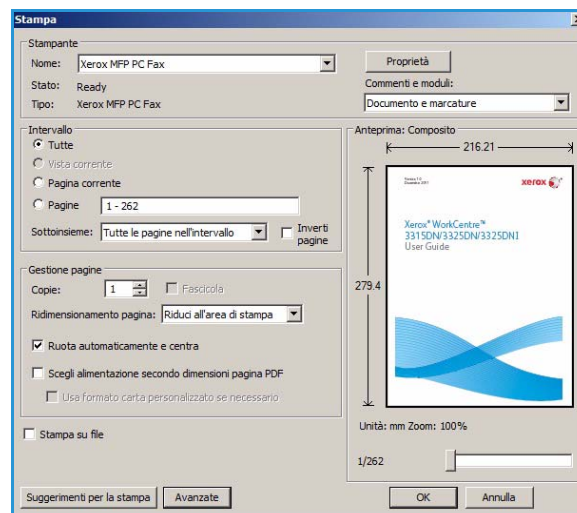 Stampa
Stampante
Nome: Xerox MFP PC Fax
Proprietà
Stato: Ready
Commenti e moduli:
Tipo: Xerox MFP PC Fax
Documento e marcature
Intervallo
Tutte
Vista corrente
Pagina corrente
Pagine 1 - 262
Sottoinsieme: Tutte le pagine nell'intervallo
Inverti
pagine
Gestione pagine
Copie: 1 Fascicola
Ridimensionamento pagina: Riduci all'area di stampa
Ruota automaticamente e centra
Scegli alimentazione secondo dimensioni pagina PDF
Usa formato carta personalizzato se necessario
Stampa su file
Suggerimenti per la stampa Avanzate
Anteprima: Composito
216.21
279.4
xerox
Xerox® WorkCentre™
3315DN/3325DN/3325DNI
User Guide
Unità: mm Zoom: 100%
1/262
OK Annulla